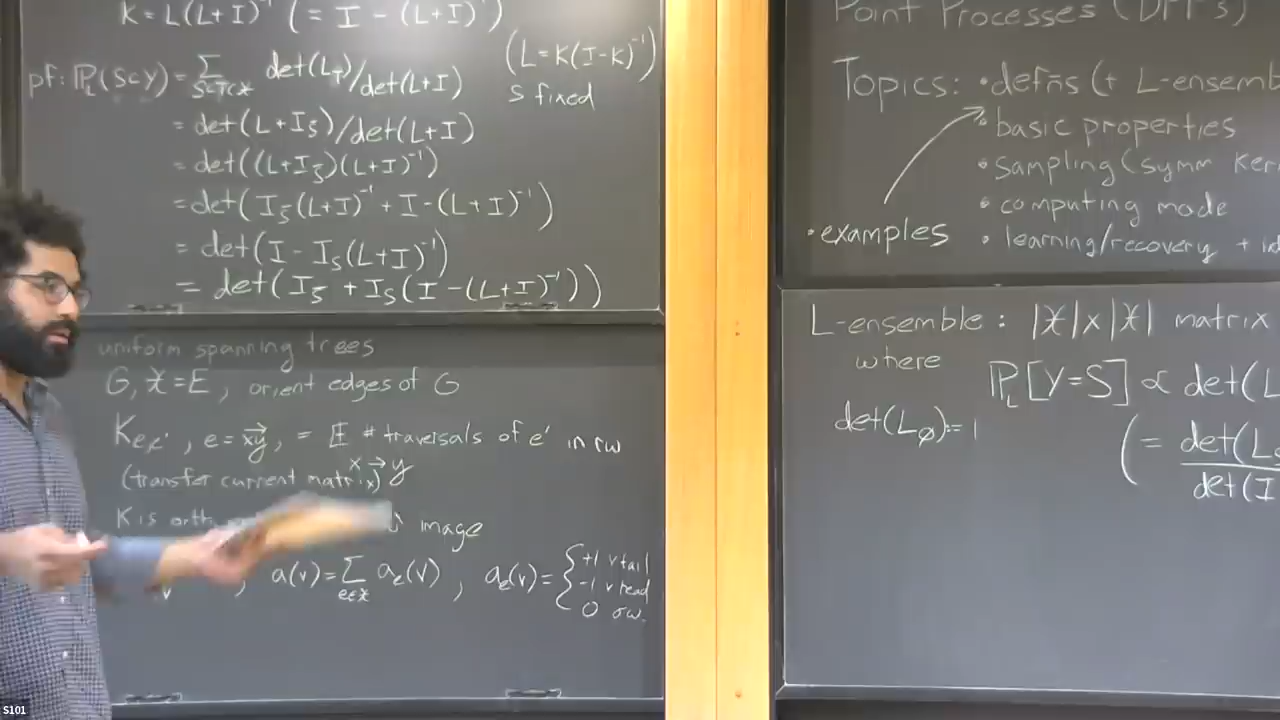 K = L(L+I)⁻¹ (= I - (L+I)⁻¹)
(L=K(I-K)⁻¹)
pf: ℙ_L(S⊂Y) = Σ_{S⊂T⊂𝒳} det(L_T)/det(L+I)
S fixed
= det(L+I_S̄)/det(L+I)
= det((L+I_S̄)(L+I)⁻¹)
= det(I_S̄(L+I)⁻¹ + I-(L+I)⁻¹)
= det(I - I_S(L+I)⁻¹)
= det(I_S̄ + I_S(I-(L+I)⁻¹))
uniform spanning trees
G, 𝒳=E, orient edges of G
K_{e,e'}, e=xy⃗, = 𝔼 # traversals of e' in rw
x→y
(transfer current matrix)
K is orth image
a(v)=Σ_{e∈𝒳} a_e(v), a_e(v)= { +1 v tail
-1 v head
0 ow.
Point Processes (DPP's)
Topics: • defns (+ L-ensemb
• basic properties
• sampling (symm ker
• computing mode
• examples
• learning/recovery +
L-ensemble: |𝒳|x|𝒳| matrix
where
ℙ_L[Y=S] ∝ det(L
det(L_∅)=1
(= det(L
det(I